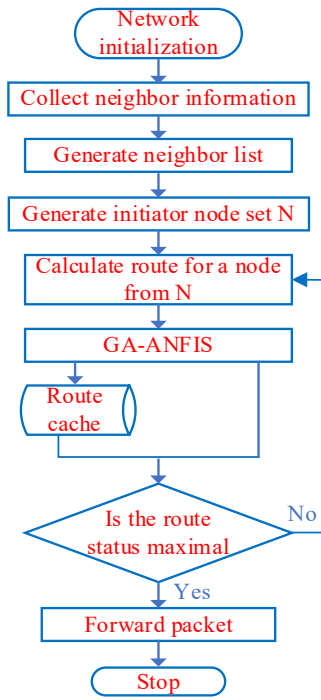 Network
initialization
Collect neighbor information
Generate neighbor list
Generate initiator node set N
Calculate route for a node
from N
GA-ANFIS
Route
cache
Is the route
status maximal
No
Yes
Forward packet
Stop